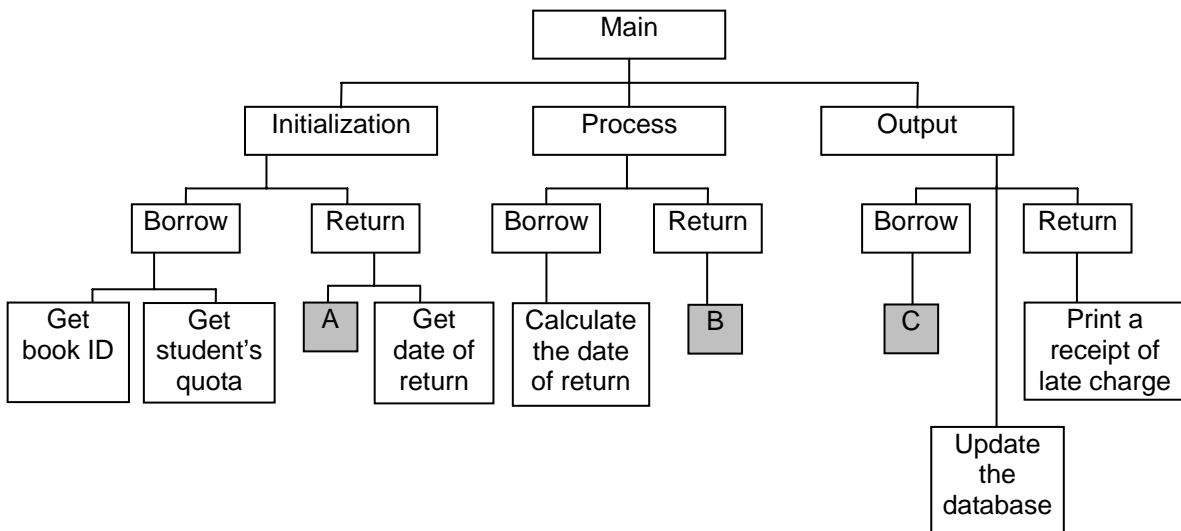 Main
Initialization
Process
Output
Borrow
Return
Borrow
Return
Borrow
Return
Get
book ID
Get
student's
quota
A
Get
date of
return
Calculate
the date
of return
B
C
Print a
receipt of
late charge
Update
the
database